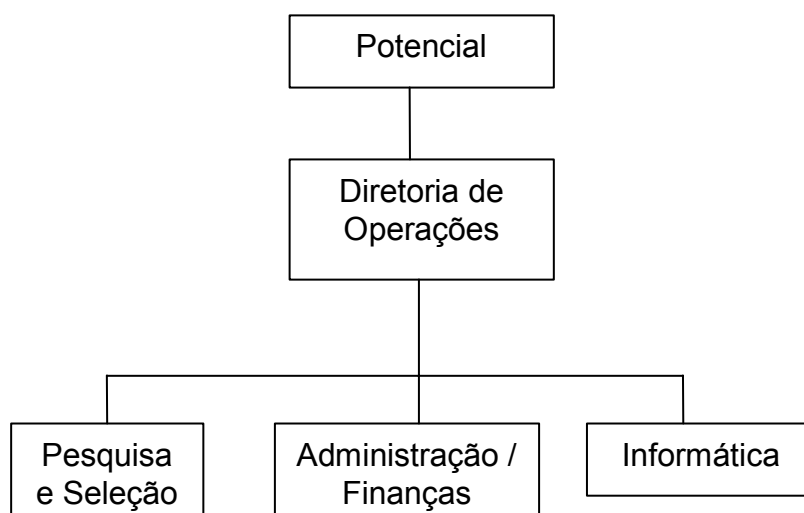 Potencial
Diretoria de
Operações
Pesquisa
e Seleção
Administração /
Finanças
Informática